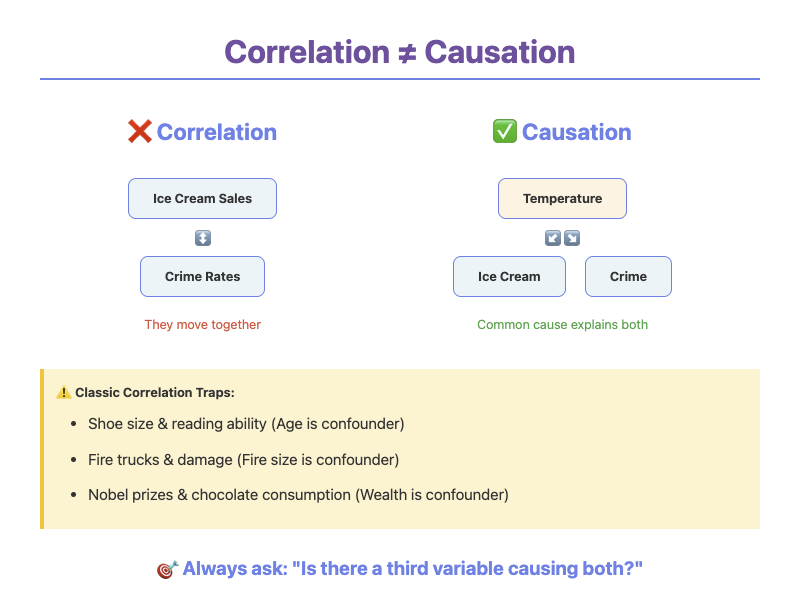 Correlation ≠ Causation
❌ Correlation
Ice Cream Sales
↕️
Crime Rates
They move together
✅ Causation
Temperature
↙️ ↘️
Ice Cream
Crime
Common cause explains both
⚠️ Classic Correlation Traps:
• Shoe size & reading ability (Age is confounder)
• Fire trucks & damage (Fire size is confounder)
• Nobel prizes & chocolate consumption (Wealth is confounder)
🎯 Always ask: "Is there a third variable causing both?"